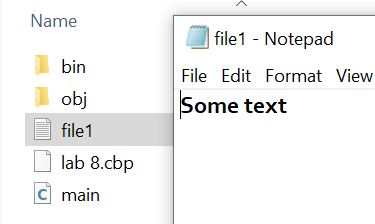 Name
bin
obj
file1
lab 8.cbp
main
file1 - Notepad
File Edit Format View
Some text